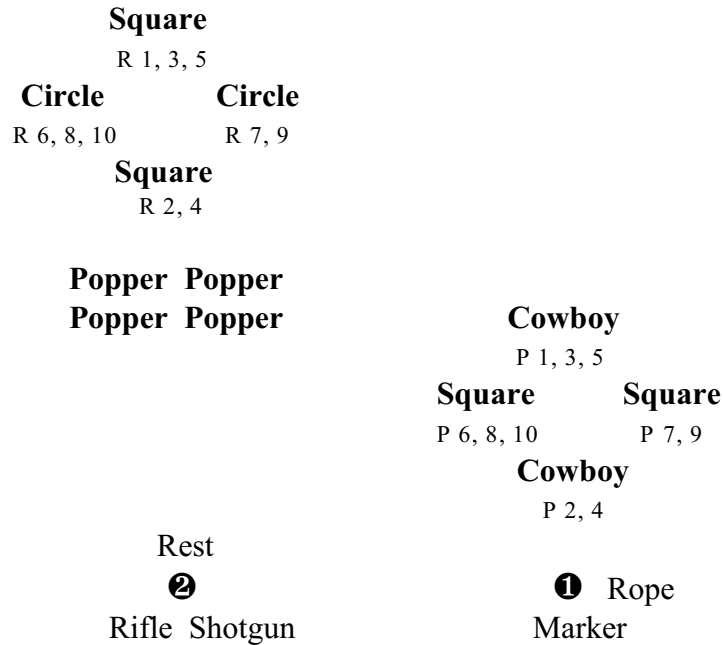 Square
R 1, 3, 5
Circle Circle
R 6, 8, 10 R 7, 9
Square
R 2, 4
Popper Popper
Popper Popper Cowboy
P 1, 3, 5
Square Square
P 6, 8, 10 P 7, 9
Cowboy
P 2, 4
Rest
❷ ❶ Rope
Rifle Shotgun Marker